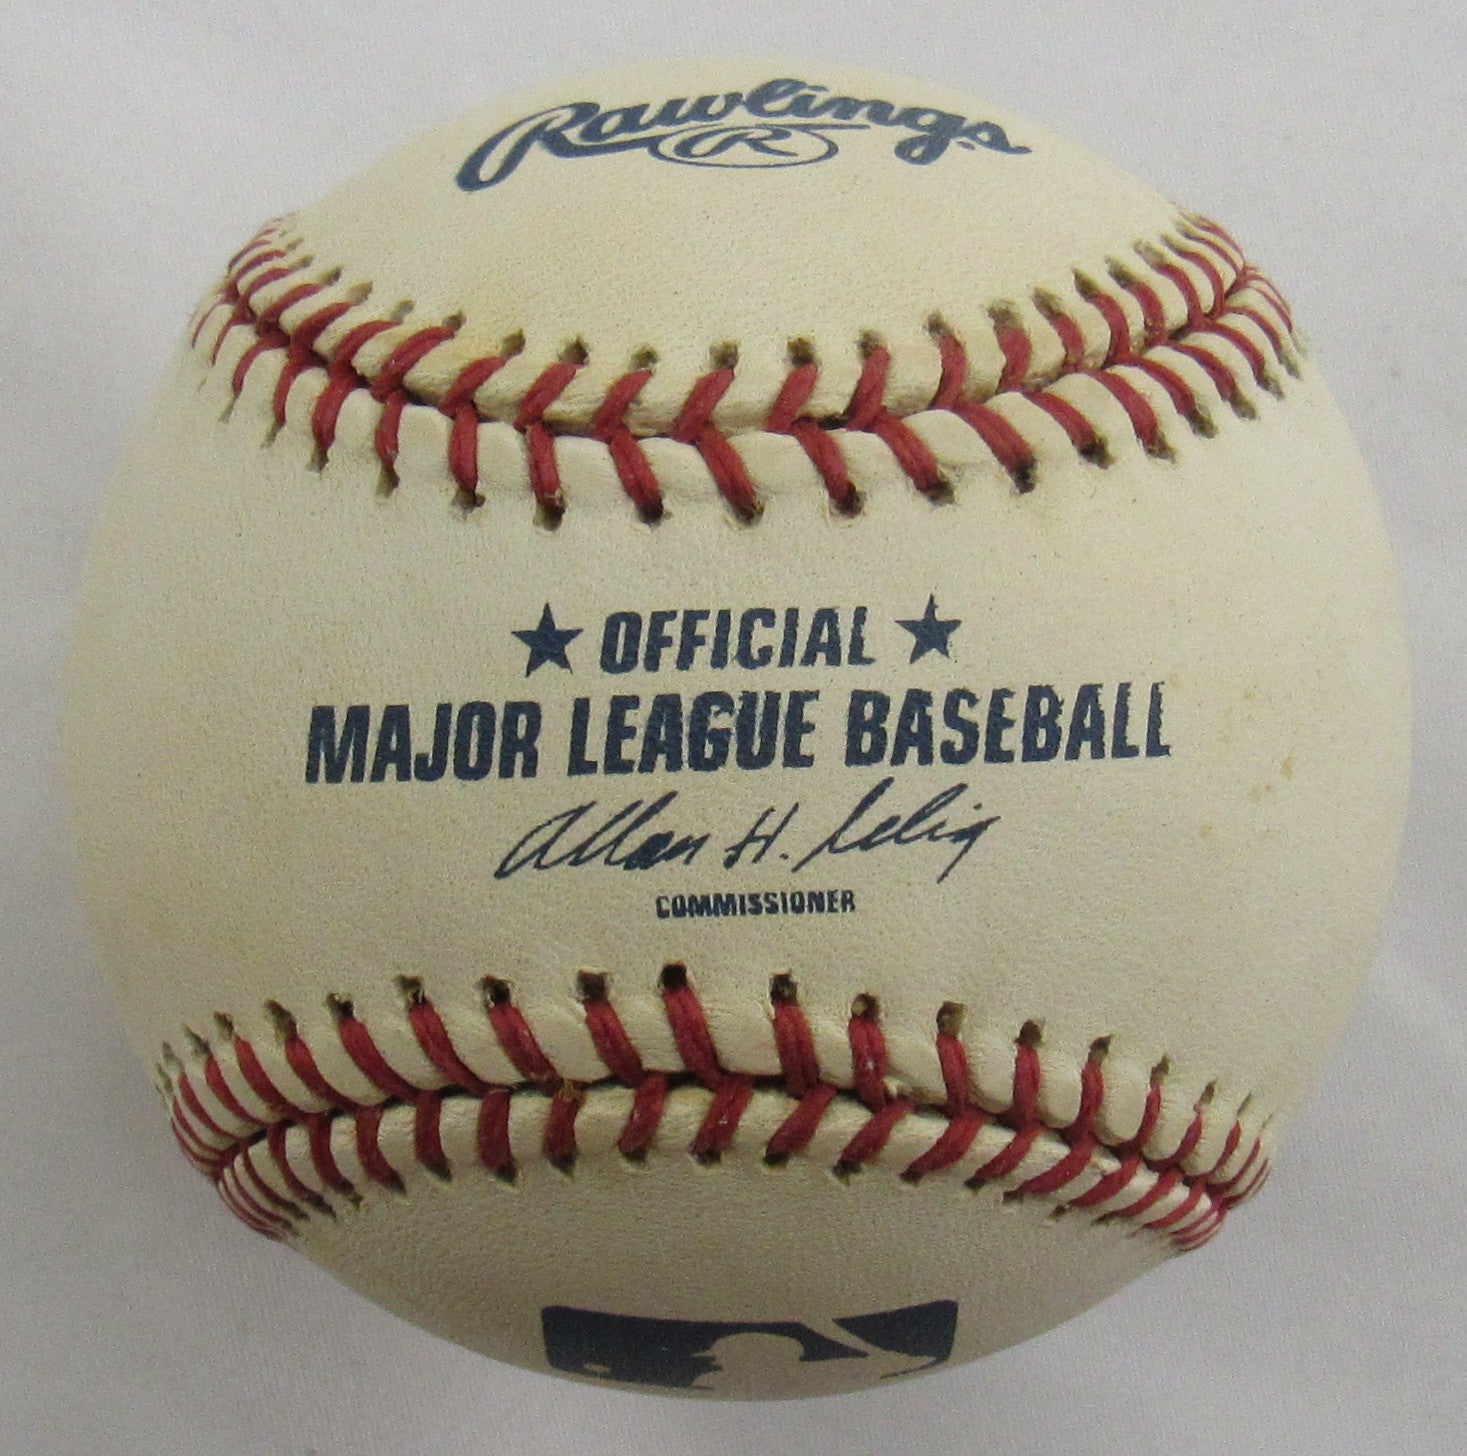 Rawlings
R
★ OFFICIAL ★
MAJOR LEAGUE BASEBALL
Allan H. Selig
COMMISSIONER